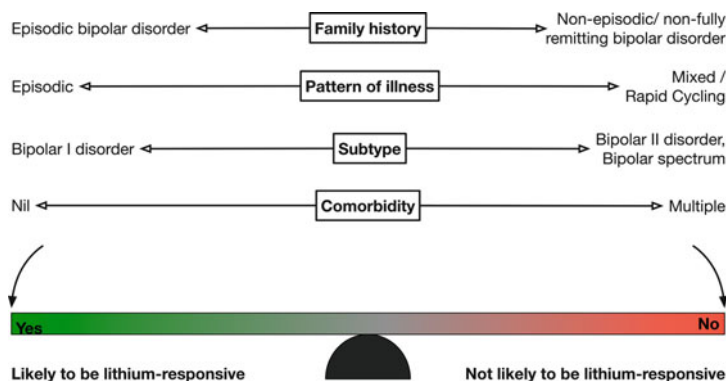 Episodic bipolar disorder
Family history
Non-episodic/ non-fully
remitting bipolar disorder
Episodic
Pattern of illness
Mixed /
Rapid Cycling
Bipolar I disorder
Subtype
Bipolar II disorder,
Bipolar spectrum
Nil
Comorbidity
Multiple
Yes
No
Likely to be lithium-responsive
Not likely to be lithium-responsive